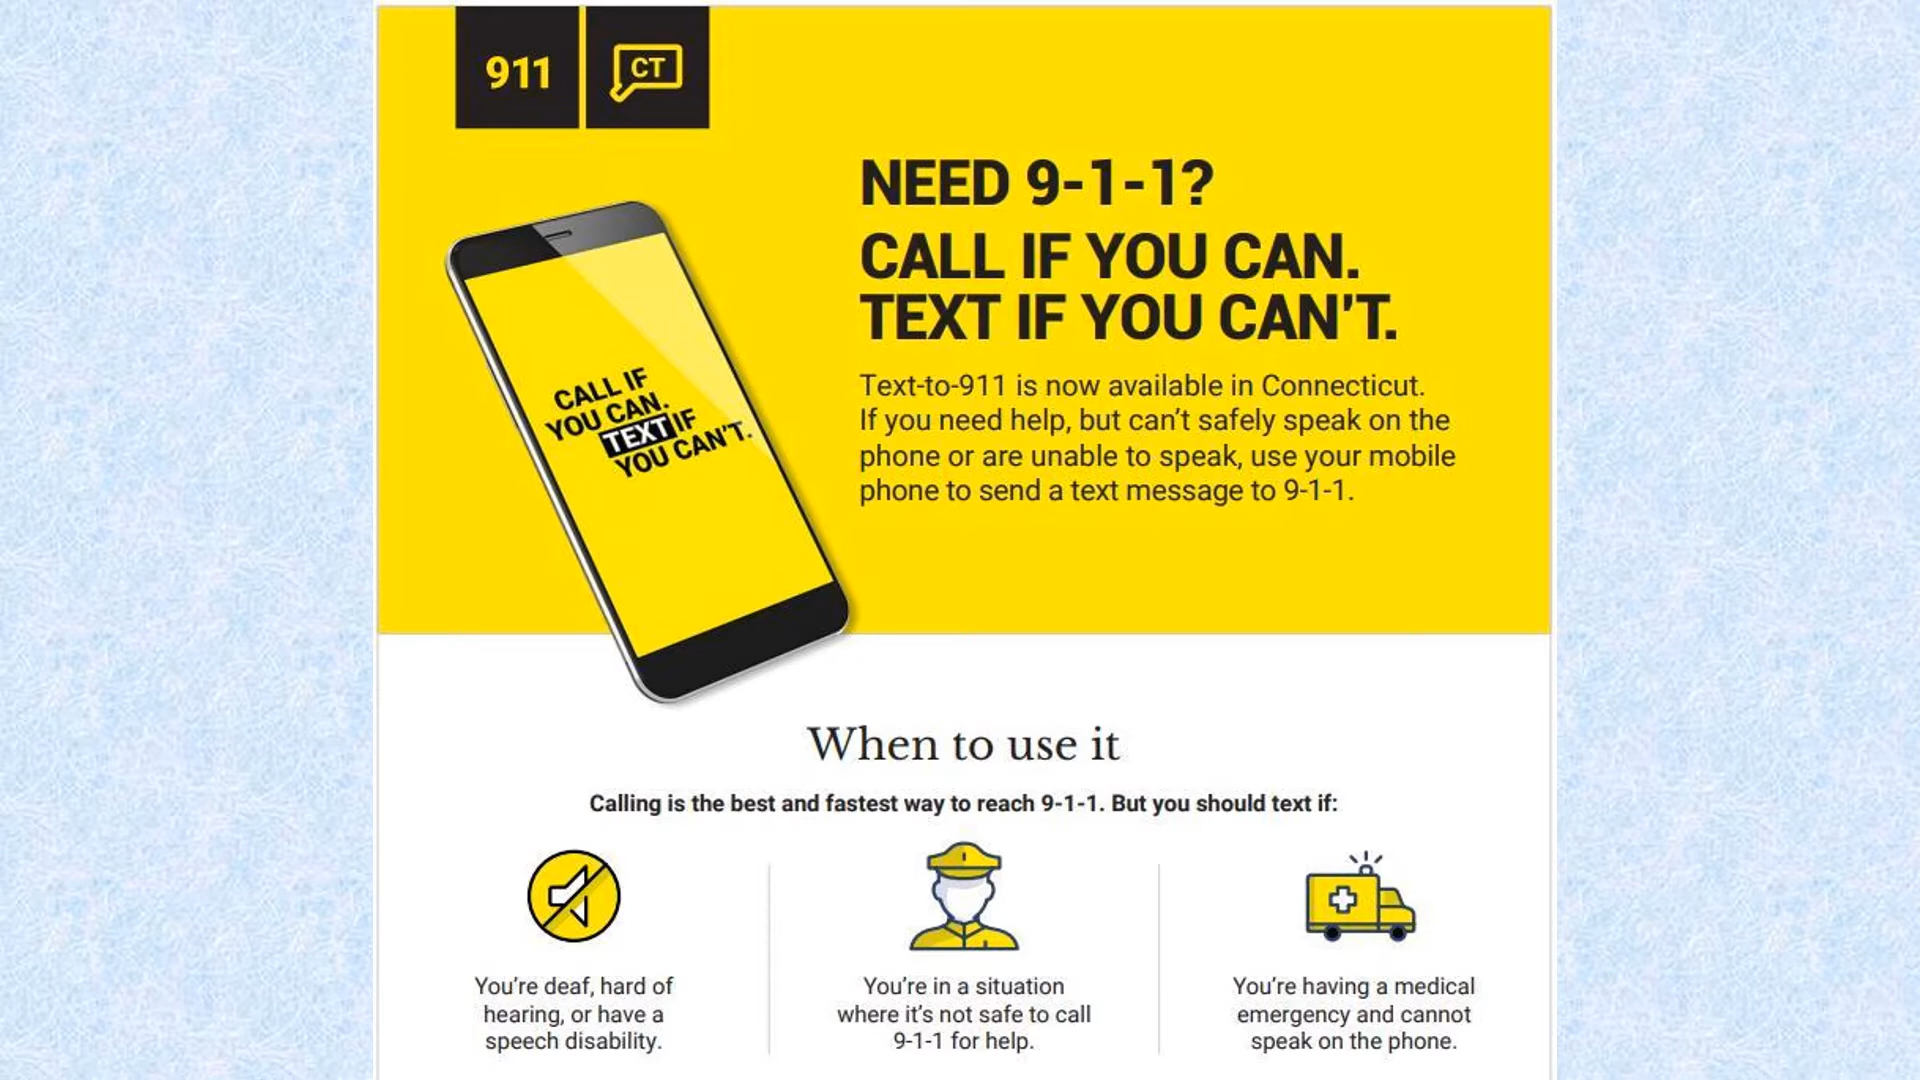 911
CT
NEED 9-1-1?
CALL IF YOU CAN.
TEXT IF YOU CAN'T.
Text-to-911 is now available in Connecticut.
If you need help, but can't safely speak on the
phone or are unable to speak, use your mobile
phone to send a text message to 9-1-1.
CALL IF
YOU CAN.
TEXT IF
YOU CAN'T.
When to use it
Calling is the best and fastest way to reach 9-1-1. But you should text if:
You're deaf, hard of
hearing, or have a
speech disability.
You're in a situation
where it's not safe to call
9-1-1 for help.
You're having a medical
emergency and cannot
speak on the phone.